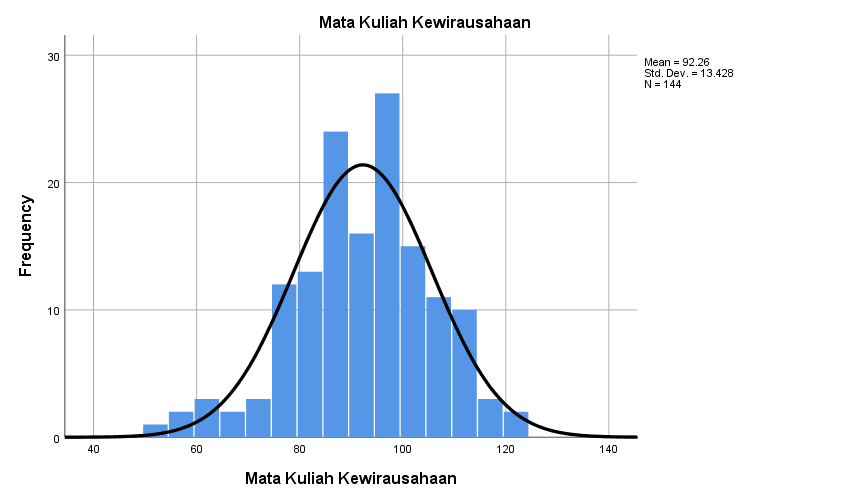 Mata Kuliah Kewirausahaan
Mean = 92.26
Std. Dev. = 13.428
N = 144
30
20
10
0
Frequency
40 60 80 100 120 140
Mata Kuliah Kewirausahaan